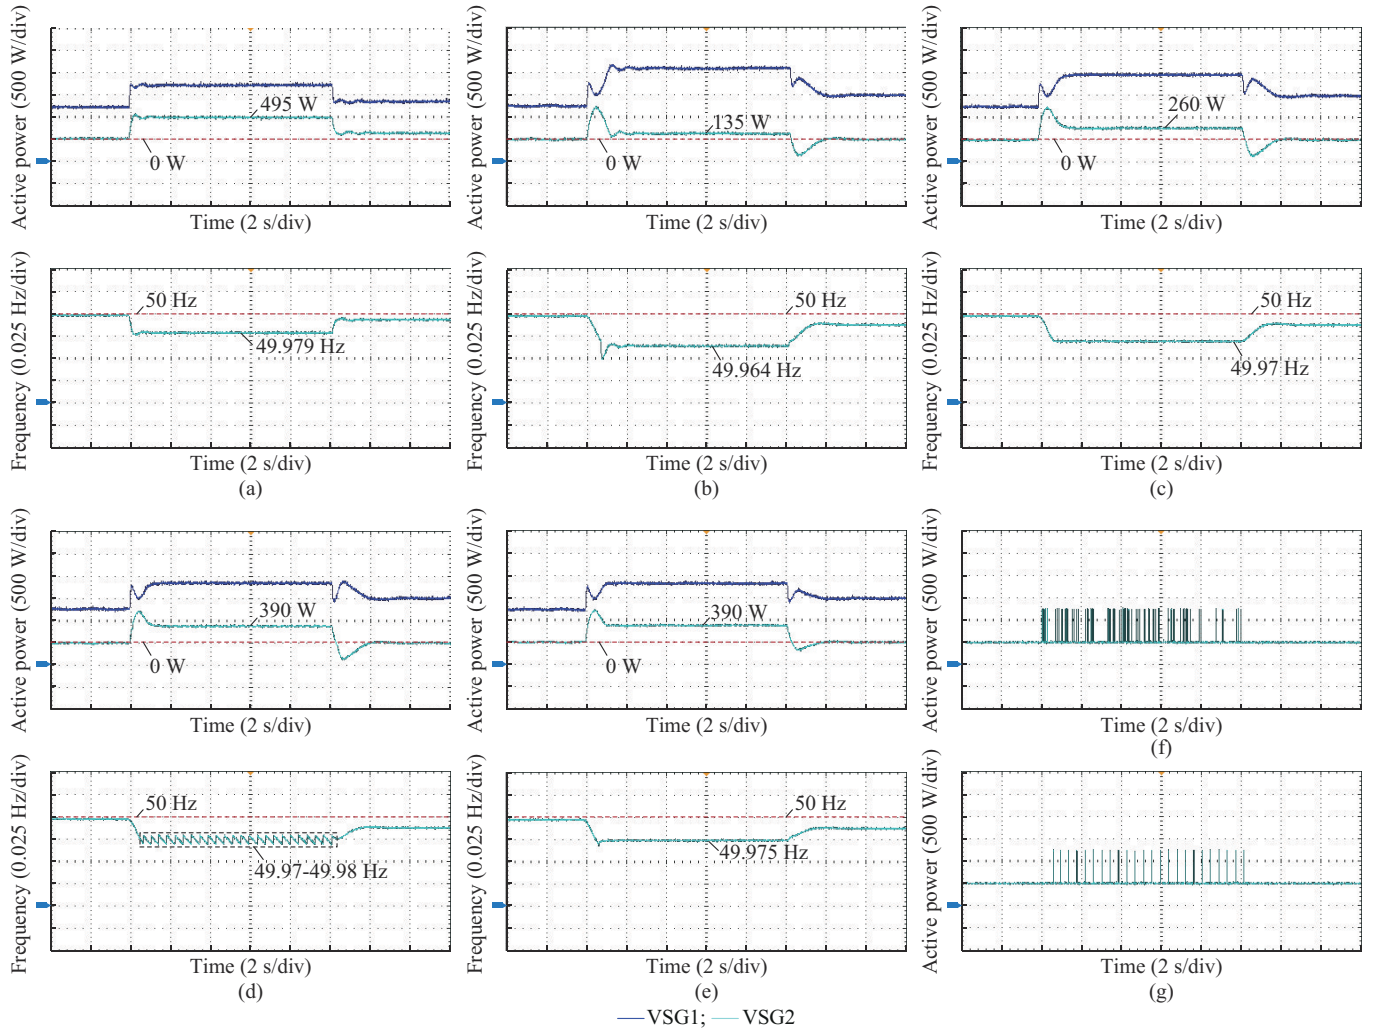 Active power (500 W/div)
495 W
0 W
Time (2 s/div)
Active power (500 W/div)
135 W
0 W
Time (2 s/div)
Active power (500 W/div)
260 W
0 W
Time (2 s/div)
Frequency (0.025 Hz/div)
50 Hz
49.979 Hz
Time (2 s/div)
(a)
Frequency (0.025 Hz/div)
50 Hz
49.964 Hz
Time (2 s/div)
(b)
Frequency (0.025 Hz/div)
50 Hz
49.97 Hz
Time (2 s/div)
(c)
Active power (500 W/div)
390 W
0 W
Time (2 s/div)
Active power (500 W/div)
390 W
0 W
Time (2 s/div)
Active power (500 W/div)
Time (2 s/div)
(f)
Frequency (0.025 Hz/div)
50 Hz
49.97-49.98 Hz
Time (2 s/div)
(d)
Frequency (0.025 Hz/div)
50 Hz
49.975 Hz
Time (2 s/div)
(e)
Active power (500 W/div)
Time (2 s/div)
(g)
VSG1; VSG2